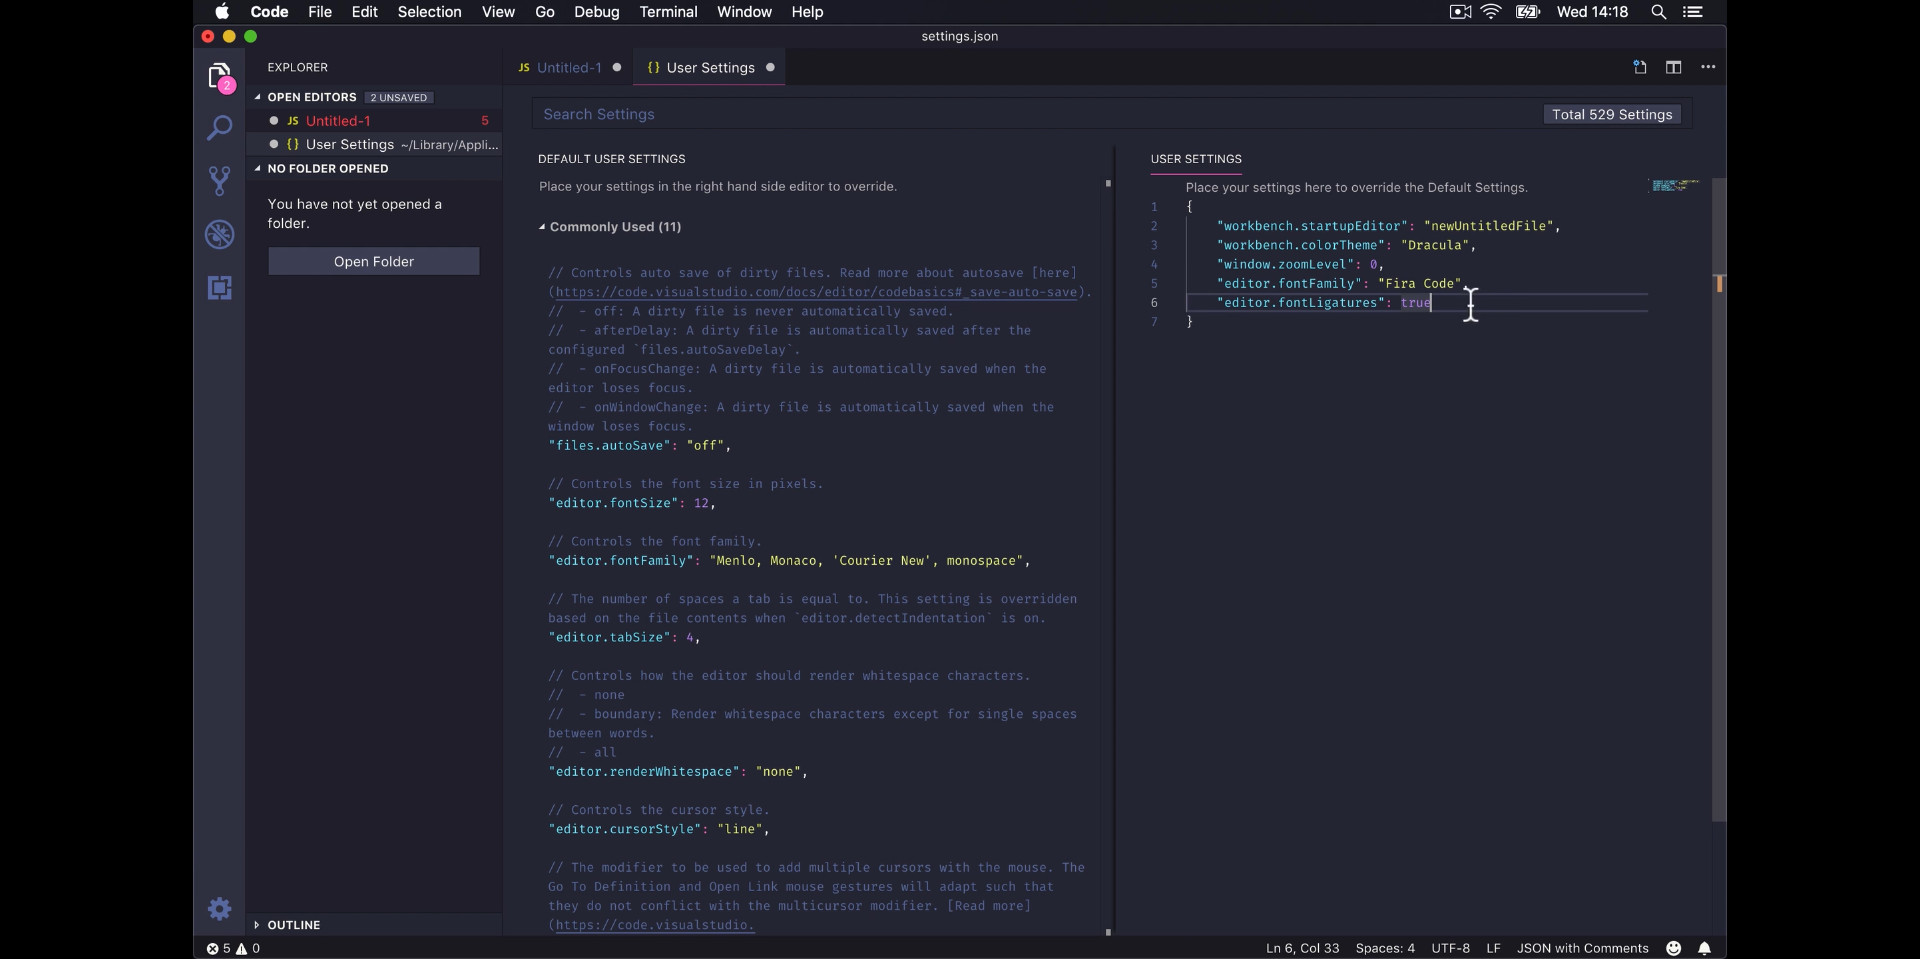 Code File Edit Selection View Go Debug Terminal Window Help Wed 14:18
settings.json
EXPLORER
JS Untitled-1
{} User Settings
OPEN EDITORS 2 UNSAVED
2
JS Untitled-1 5
{} User Settings ~/Library/Appli...
NO FOLDER OPENED
You have not yet opened a
folder.
Open Folder
OUTLINE
Search Settings
Total 529 Settings
DEFAULT USER SETTINGS
Place your settings in the right hand side editor to override.
Commonly Used (11)
// Controls auto save of dirty files. Read more about autosave [here]
(https://code.visualstudio.com/docs/editor/codebasics#_save-auto-save).
//  - off: A dirty file is never automatically saved.
//  - afterDelay: A dirty file is automatically saved after the
configured `files.autoSaveDelay`.
//  - onFocusChange: A dirty file is automatically saved when the
editor loses focus.
//  - onWindowChange: A dirty file is automatically saved when the
window loses focus.
"files.autoSave": "off",
// Controls the font size in pixels.
"editor.fontSize": 12,
// Controls the font family.
"editor.fontFamily": "Menlo, Monaco, 'Courier New', monospace",
// The number of spaces a tab is equal to. This setting is overridden
based on the file contents when `editor.detectIndentation` is on.
"editor.tabSize": 4,
// Controls how the editor should render whitespace characters.
//  - none
//  - boundary: Render whitespace characters except for single spaces
between words.
//  - all
"editor.renderWhitespace": "none",
// Controls the cursor style.
"editor.cursorStyle": "line",
// The modifier to be used to add multiple cursors with the mouse. The
Go To Definition and Open Link mouse gestures will adapt such that
they do not conflict with the multicursor modifier. [Read more]
(https://code.visualstudio.
USER SETTINGS
Place your settings here to override the Default Settings.
1 {
2 "workbench.startupEditor": "newUntitledFile",
3 "workbench.colorTheme": "Dracula",
4 "window.zoomLevel": 0,
5 "editor.fontFamily": "Fira Code",
6 "editor.fontLigatures": true
7 }
5 0 Ln 6, Col 33 Spaces: 4 UTF-8 LF JSON with Comments